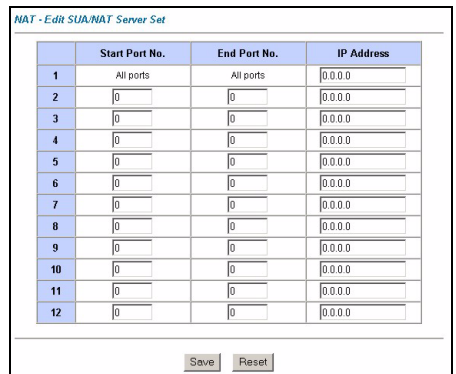 NAT - Edit SUA/NAT Server Set
Start Port No. End Port No. IP Address
1 All ports All ports 0.0.0.0
2 0 0 0.0.0.0
3 0 0 0.0.0.0
4 0 0 0.0.0.0
5 0 0 0.0.0.0
6 0 0 0.0.0.0
7 0 0 0.0.0.0
8 0 0 0.0.0.0
9 0 0 0.0.0.0
10 0 0 0.0.0.0
11 0 0 0.0.0.0
12 0 0 0.0.0.0
Save Reset